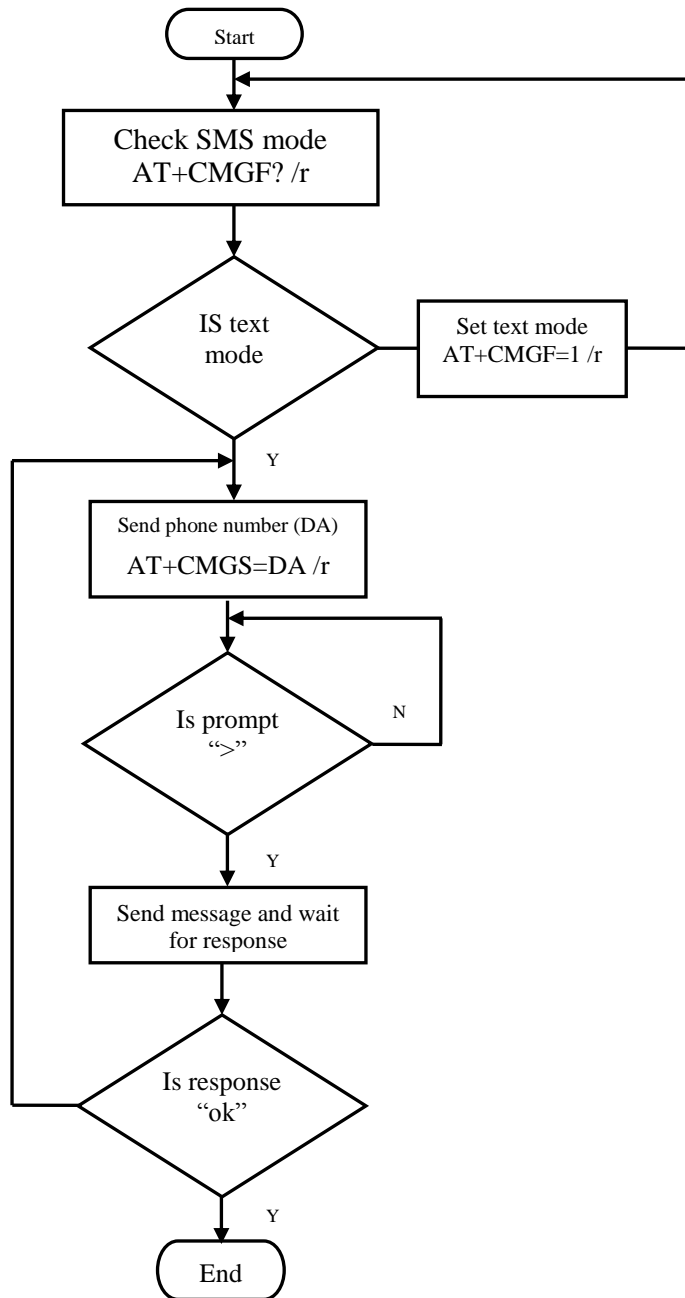 Start
Check SMS mode
AT+CMGF? /r
IS text
mode
Set text mode
AT+CMGF=1 /r
Y
Send phone number (DA)
AT+CMGS=DA /r
Is prompt
“>”
N
Y
Send message and wait
for response
Is response
“ok”
Y
End